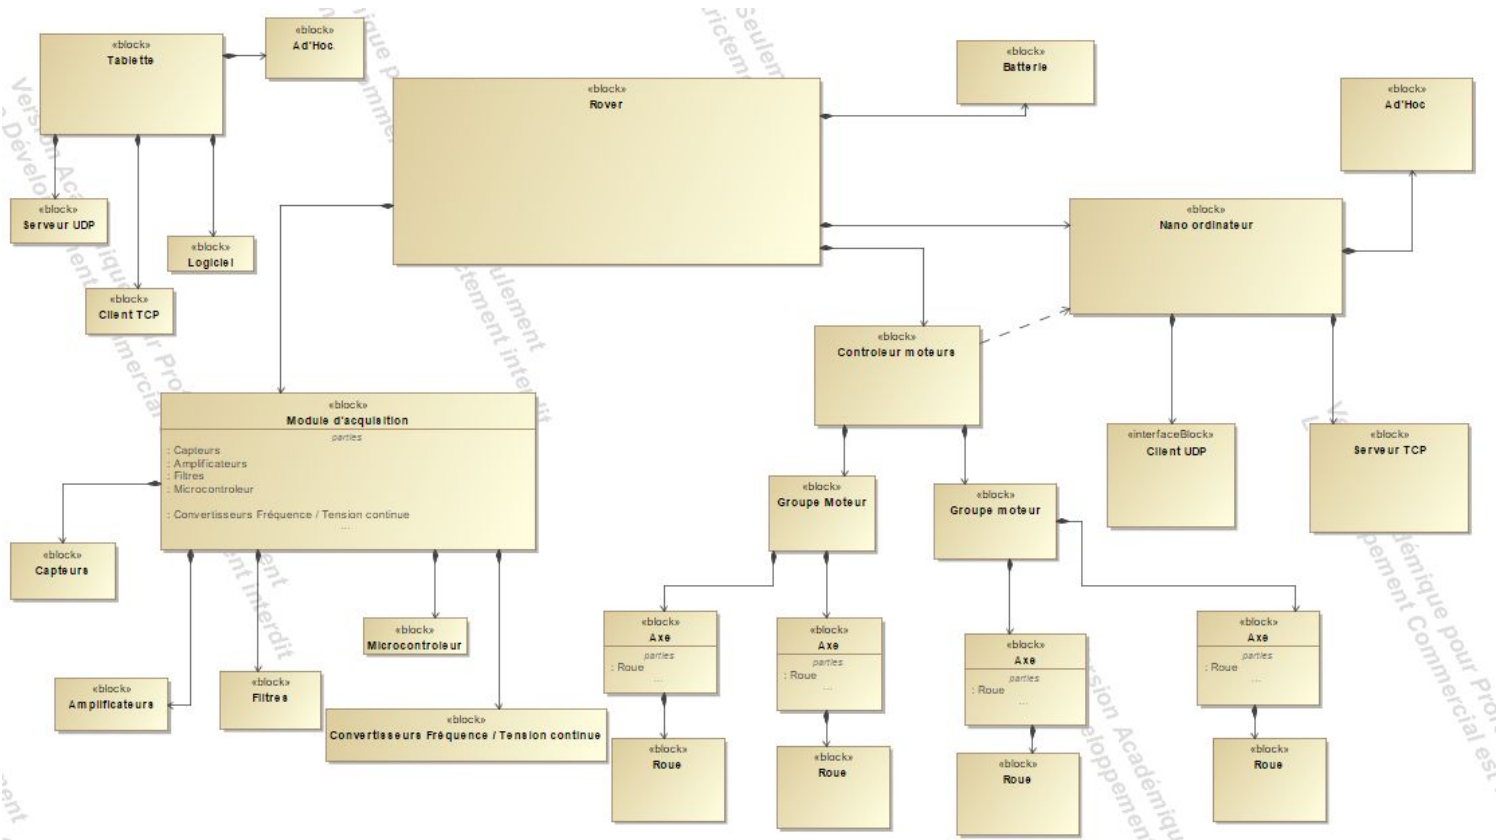 «block»
Tablette
«block»
Ad'Hoc
«block»
Rover
«block»
Batterie
«block»
Ad'Hoc
«block»
Serveur UDP
«block»
Logiciel
«block»
Client TCP
«block»
Nano ordinateur
«block»
Controleur moteurs
«block»
Module d'acquisition
parties
: Capteurs
: Amplificateurs
: Filtres
: Microcontroleur
: Convertisseurs Fréquence / Tension continue
...
«interfaceBlock»
Client UDP
«block»
Serveur TCP
«block»
Groupe Moteur
«block»
Groupe moteur
«block»
Capteurs
«block»
Microcontroleur
«block»
Amplificateurs
«block»
Filtres
«block»
Convertisseurs Fréquence / Tension continue
«block»
Axe
parties
: Roue
...
«block»
Axe
parties
: Roue
...
«block»
Axe
parties
: Roue
...
«block»
Axe
parties
: Roue
...
«block»
Roue
«block»
Roue
«block»
Roue
«block»
Roue